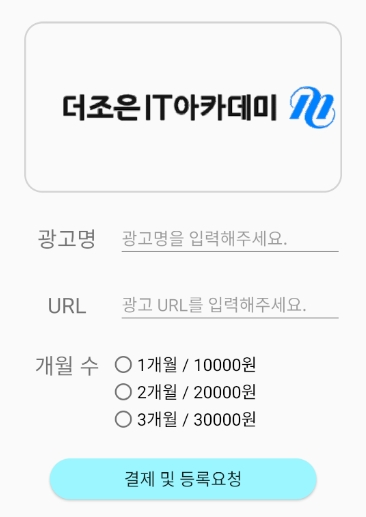 더조은IT아카데미
광고명 광고명을 입력해주세요.
URL 광고 URL를 입력해주세요.
개월 수 1개월 / 10000원
2개월 / 20000원
3개월 / 30000원
결제 및 등록요청